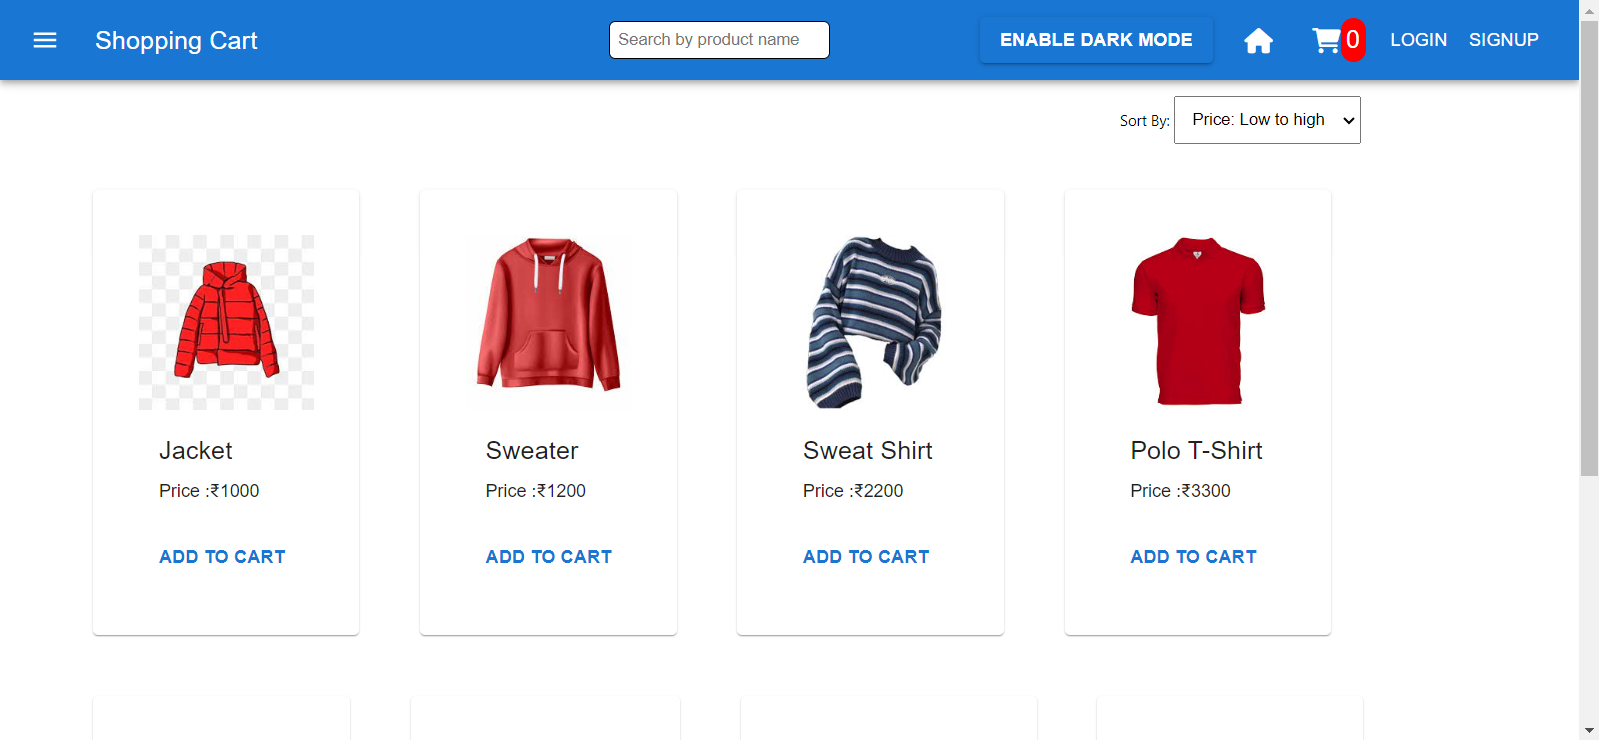 Shopping Cart
Search by product name
ENABLE DARK MODE
0
LOGIN
SIGNUP
Sort By: Price: Low to high
Jacket
Price :₹1000
ADD TO CART
Sweater
Price :₹1200
ADD TO CART
Sweat Shirt
Price :₹2200
ADD TO CART
Polo T-Shirt
Price :₹3300
ADD TO CART